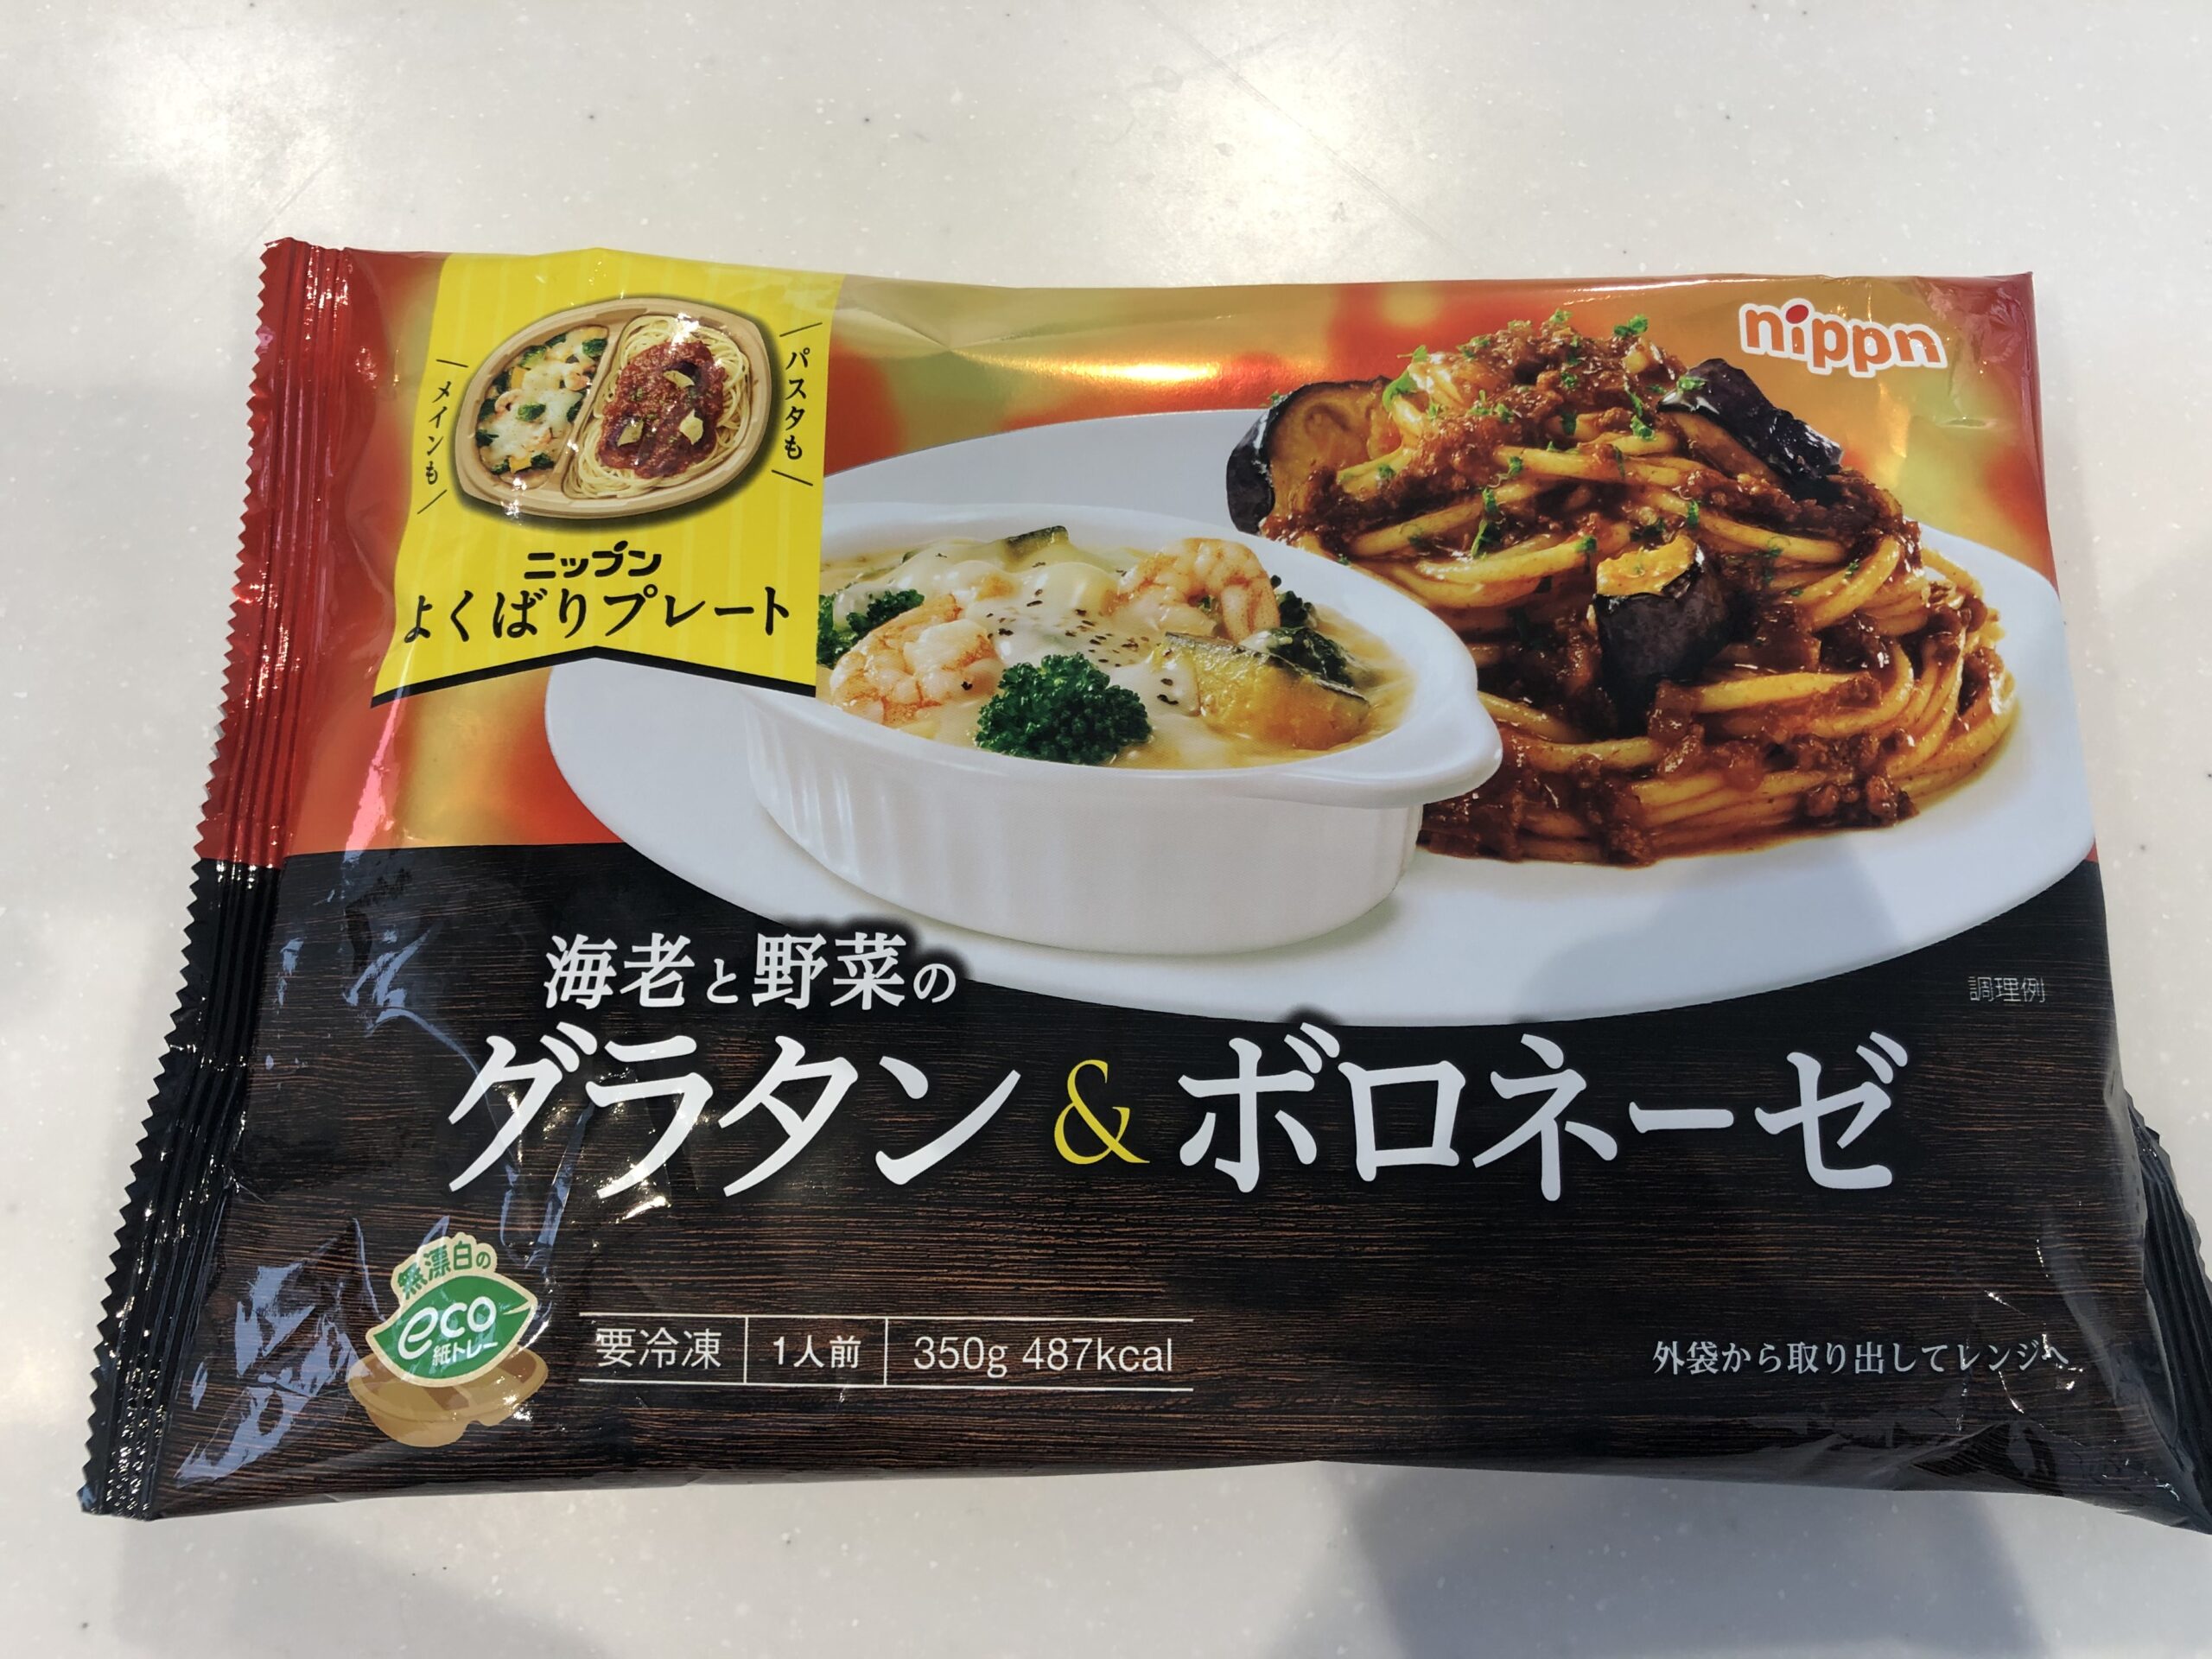 nippn
メインも
パスタも
ニップン
よくばりプレート
調理例
海老と野菜の
グラタン&ボロネーゼ
無漂白の
eco
紙トレー
要冷凍 1人前 350g 487kcal
外袋から取り出してレンジへ